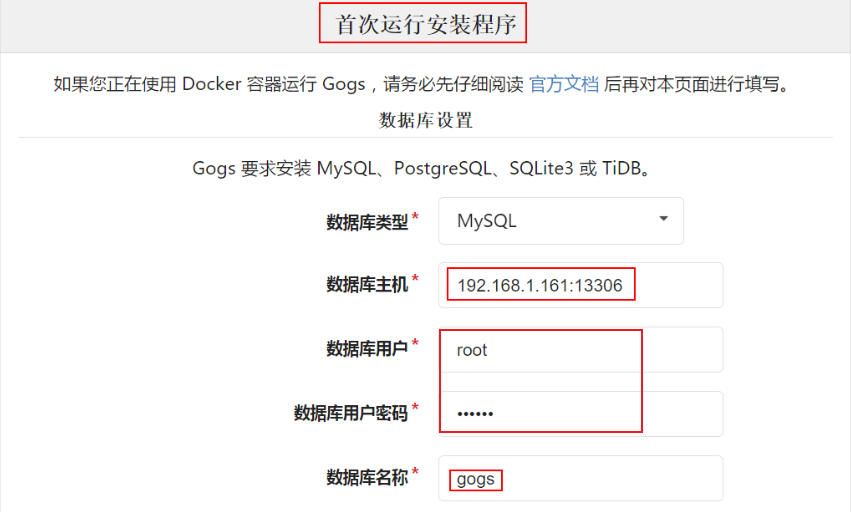 首次运行安装程序
如果您正在使用 Docker 容器运行 Gogs，请务必先仔细阅读 官方文档 后再对本页面进行填写。
数据库设置
Gogs 要求安装 MySQL、PostgreSQL、SQLite3 或 TiDB。
数据库类型* MySQL
数据库主机* 192.168.1.161:13306
数据库用户* root
数据库用户密码* ••••••
数据库名称* gogs